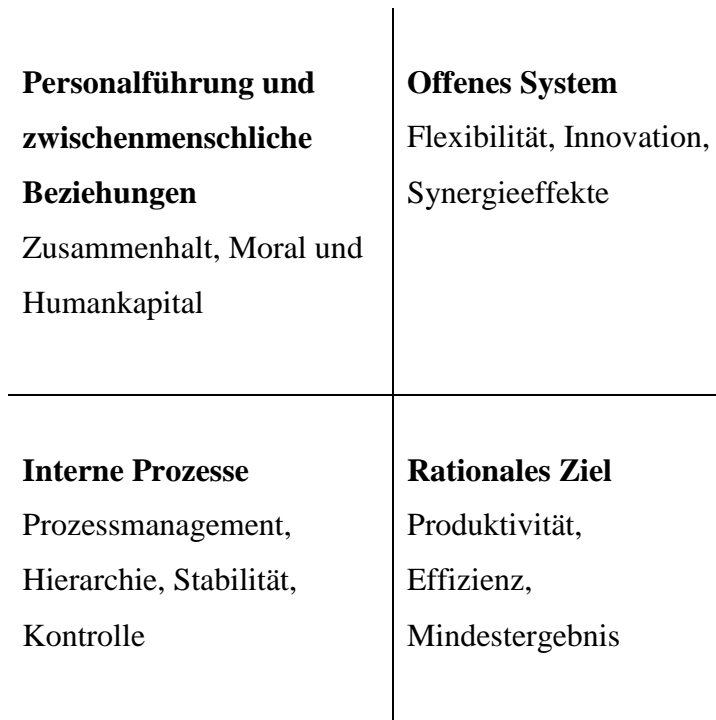 Personalführung und
zwischenmenschliche
Beziehungen
Zusammenhalt, Moral und
Humankapital
Offenes System
Flexibilität, Innovation,
Synergieeffekte
Interne Prozesse
Prozessmanagement,
Hierarchie, Stabilität,
Kontrolle
Rationales Ziel
Produktivität,
Effizienz,
Mindestergebnis